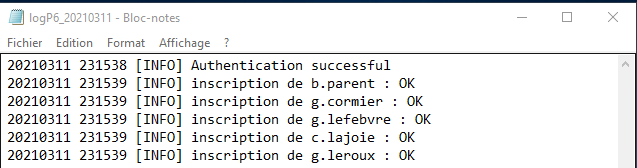 logP6_20210311 - Bloc-notes
Fichier Edition Format Affichage ?
20210311 231538 [INFO] Authentication successful
20210311 231539 [INFO] inscription de b.parent : OK
20210311 231539 [INFO] inscription de g.cormier : OK
20210311 231539 [INFO] inscription de g.lefebvre : OK
20210311 231539 [INFO] inscription de c.lajoie : OK
20210311 231539 [INFO] inscription de g.leroux : OK